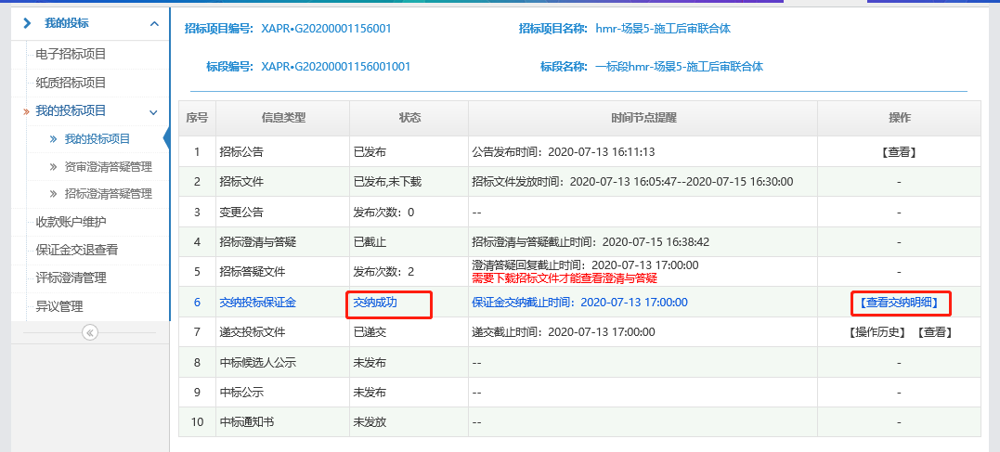 我的投标
电子招标项目
纸质招标项目
我的投标项目
我的投标项目
资审澄清答疑管理
招标澄清答疑管理
收款账户维护
保证金交退查看
评标澄清管理
异议管理
招标项目编号： XAPR•G20200001156001 招标项目名称： hmr-场景5-施工后审联合体
标段编号： XAPR•G20200001156001001 标段名称： 一标段hmr-场景5-施工后审联合体
序号 信息类型 状态 时间节点提醒 操作
1 招标公告 已发布 公告发布时间：2020-07-13 16:11:13 【查看】
2 招标文件 已发布,未下载 招标文件发放时间：2020-07-13 16:05:47--2020-07-15 16:30:00 -
3 变更公告 发布次数：0 -- -
4 招标澄清与答疑 已截止 招标澄清与答疑截止时间：2020-07-15 16:38:42 -
5 招标答疑文件 发布次数：2 澄清答疑回复截止时间：2020-07-13 17:00:00 -
需要下载招标文件才能查看澄清与答疑
6 交纳投标保证金 交纳成功 保证金交纳截止时间：2020-07-13 17:00:00 【查看交纳明细】
7 递交投标文件 已递交 递交截止时间：2020-07-13 17:00:00 【操作历史】 【查看】
8 中标候选人公示 未发布 -- -
9 中标公示 未发布 -- -
10 中标通知书 未发放 -- -